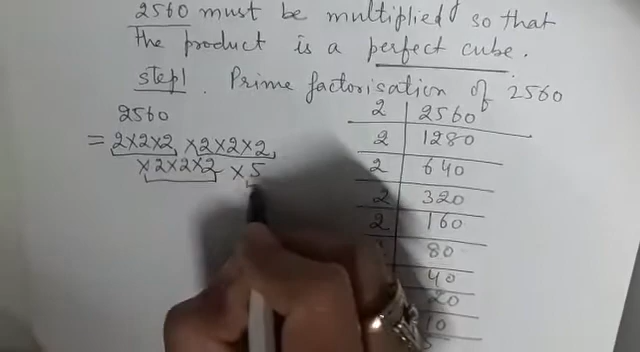 2560 must be multiplied so that
the product is a perfect cube.
step1. Prime factorisation of 2560
2560
= 2×2×2 ×2×2×2
×2×2×2 ×5
2 | 2560
2 | 1280
2 | 640
2 | 320
2 | 160
80
40
20
10